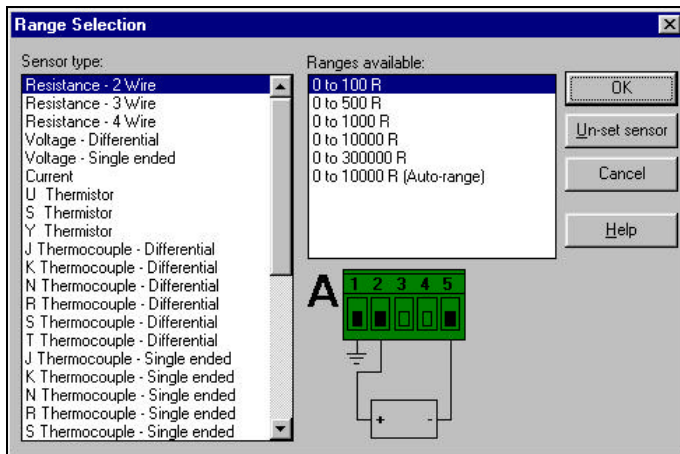 Range Selection
Sensor type:
Resistance - 2 Wire
Resistance - 3 Wire
Resistance - 4 Wire
Voltage - Differential
Voltage - Single ended
Current
U Thermistor
S Thermistor
Y Thermistor
J Thermocouple - Differential
K Thermocouple - Differential
N Thermocouple - Differential
R Thermocouple - Differential
S Thermocouple - Differential
T Thermocouple - Differential
J Thermocouple - Single ended
K Thermocouple - Single ended
N Thermocouple - Single ended
R Thermocouple - Single ended
S Thermocouple - Single ended
Ranges available:
0 to 100 R
0 to 500 R
0 to 1000 R
0 to 10000 R
0 to 300000 R
0 to 10000 R (Auto-range)
A
1 2 3 4 5
+ -
OK
Un-set sensor
Cancel
Help